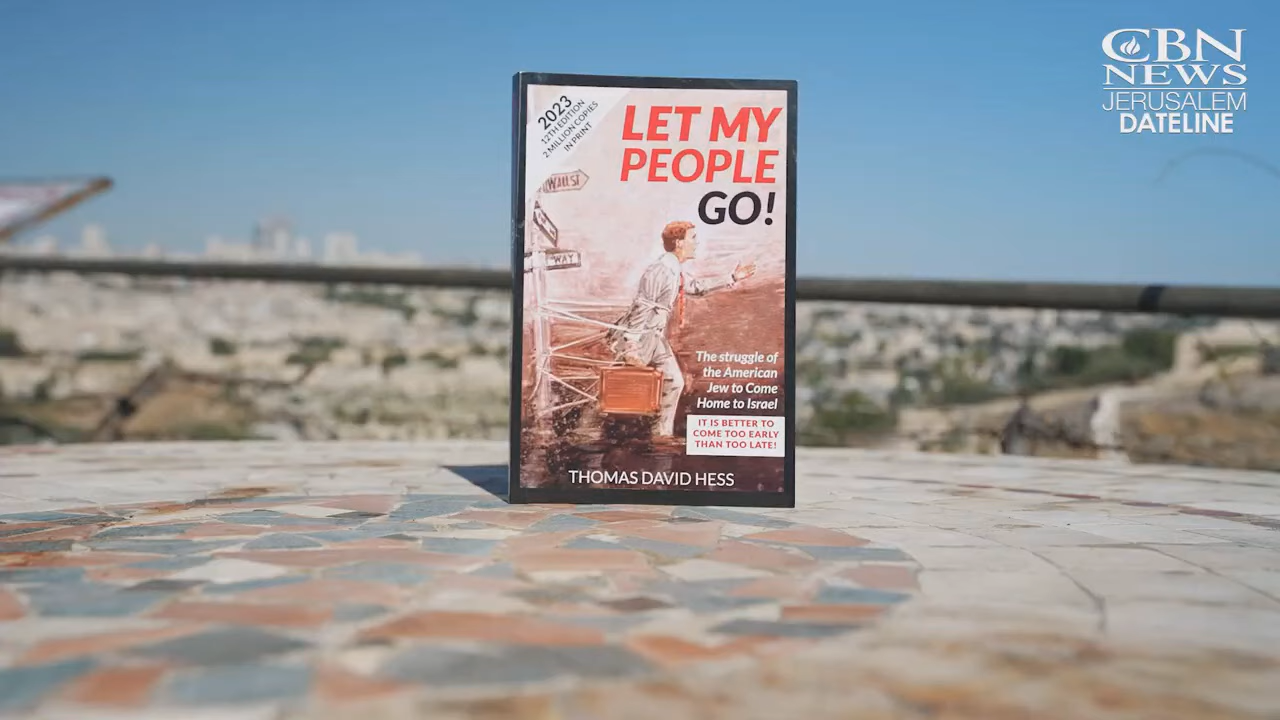 CBN
NEWS
JERUSALEM
DATELINE
2023
12TH EDITION
2 MILLION COPIES
IN PRINT
LET MY
PEOPLE
GO!
WALL ST
WAY
The struggle of
the American
Jew to Come
Home to Israel
IT IS BETTER TO
COME TOO EARLY
THAN TOO LATE!
THOMAS DAVID HESS